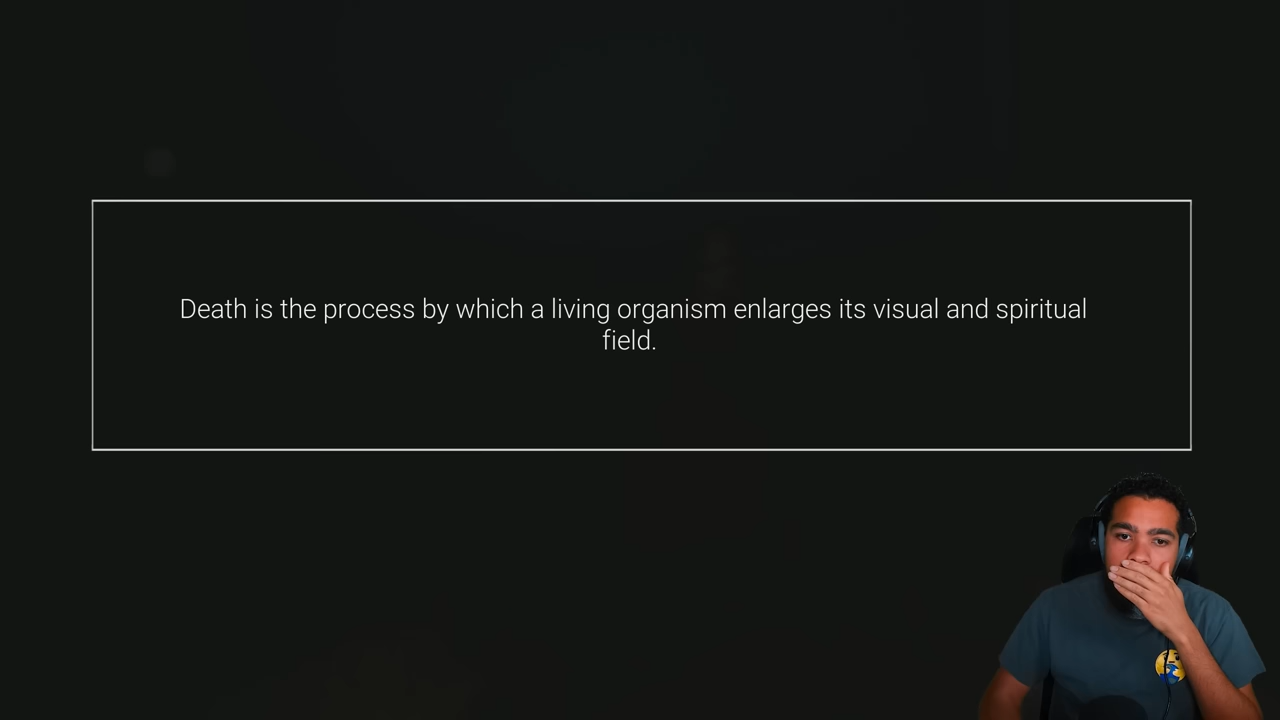 Death is the process by which a living organism enlarges its visual and spiritual
field.